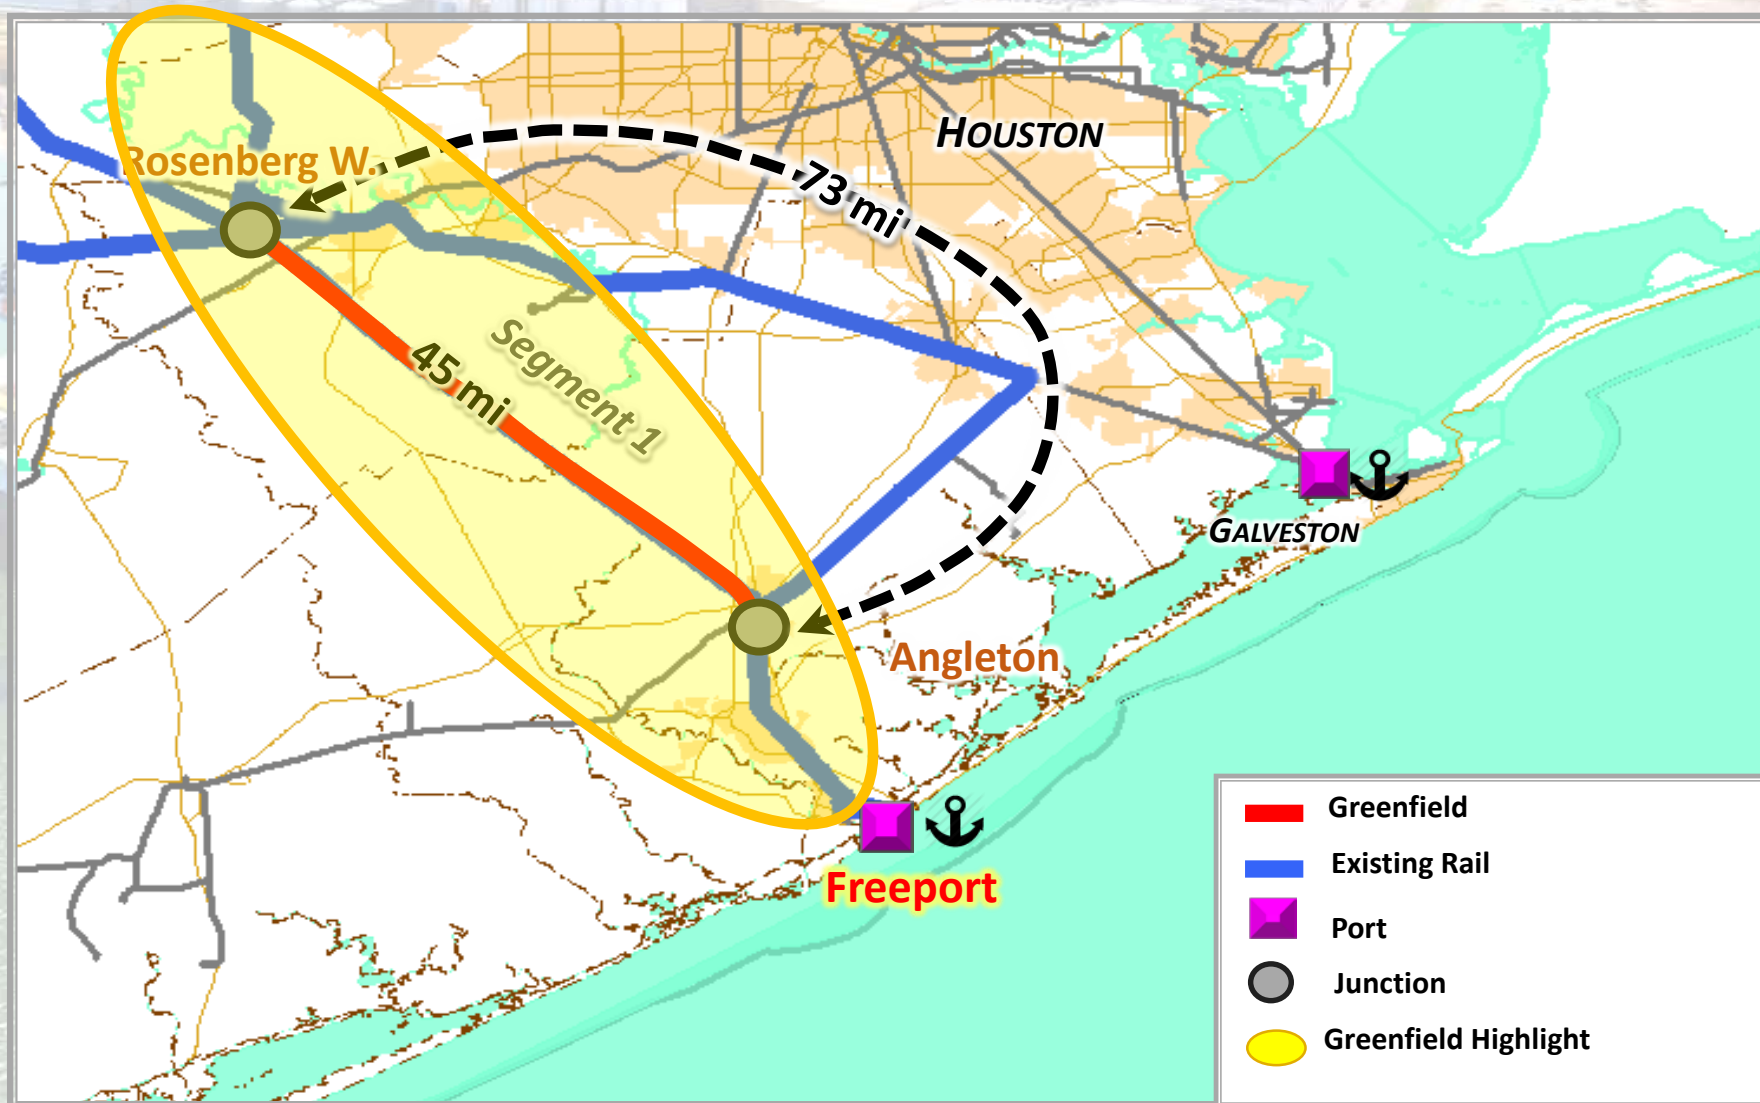 HOUSTON
Rosenberg W.
73 mi
Segment 1
45 mi
GALVESTON
Angleton
Freeport
Greenfield
Existing Rail
Port
Junction
Greenfield Highlight